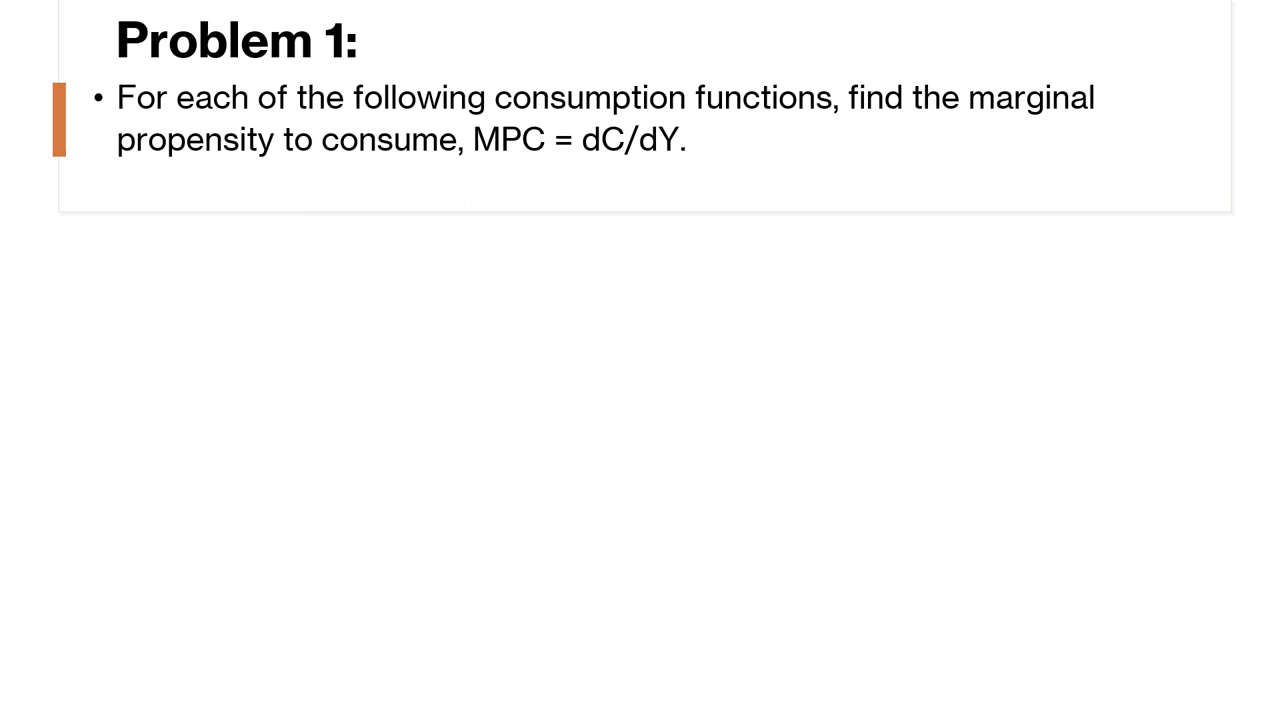 Problem 1:
• For each of the following consumption functions, find the marginal
propensity to consume, MPC = dC/dY.